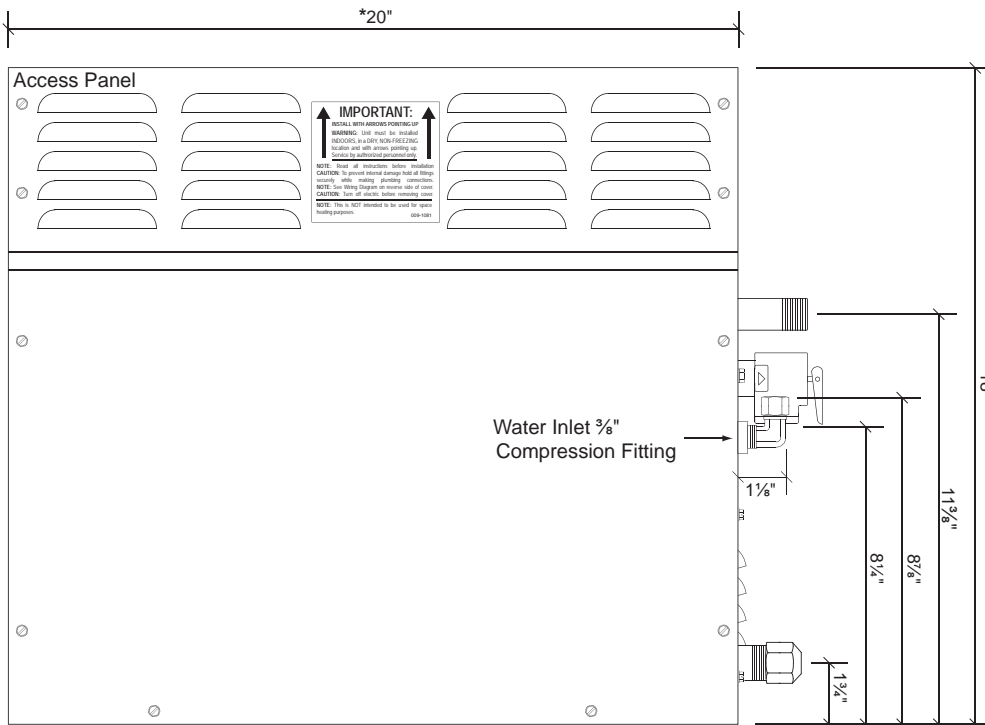 *20"
Access Panel
IMPORTANT:
INSTALL WITH ARROWS POINTING UP
WARNING: Unit must be installed
INDOORS, in a DRY, NON-FREEZING
location and with arrows pointing up.
Service by authorized personnel only.
NOTE: Read all instructions before installation
CAUTION: To prevent internal damage hold all fittings
securely while making plumbing connections.
NOTE: See Wiring Diagram on reverse side of cover
CAUTION: Turn off electric before removing cover
NOTE: This is NOT intended to be used for space
heating purposes.
009-1081
Water Inlet ⅜"
Compression Fitting
1⅛"
11⅜"
8⅞"
8¼"
1¾"